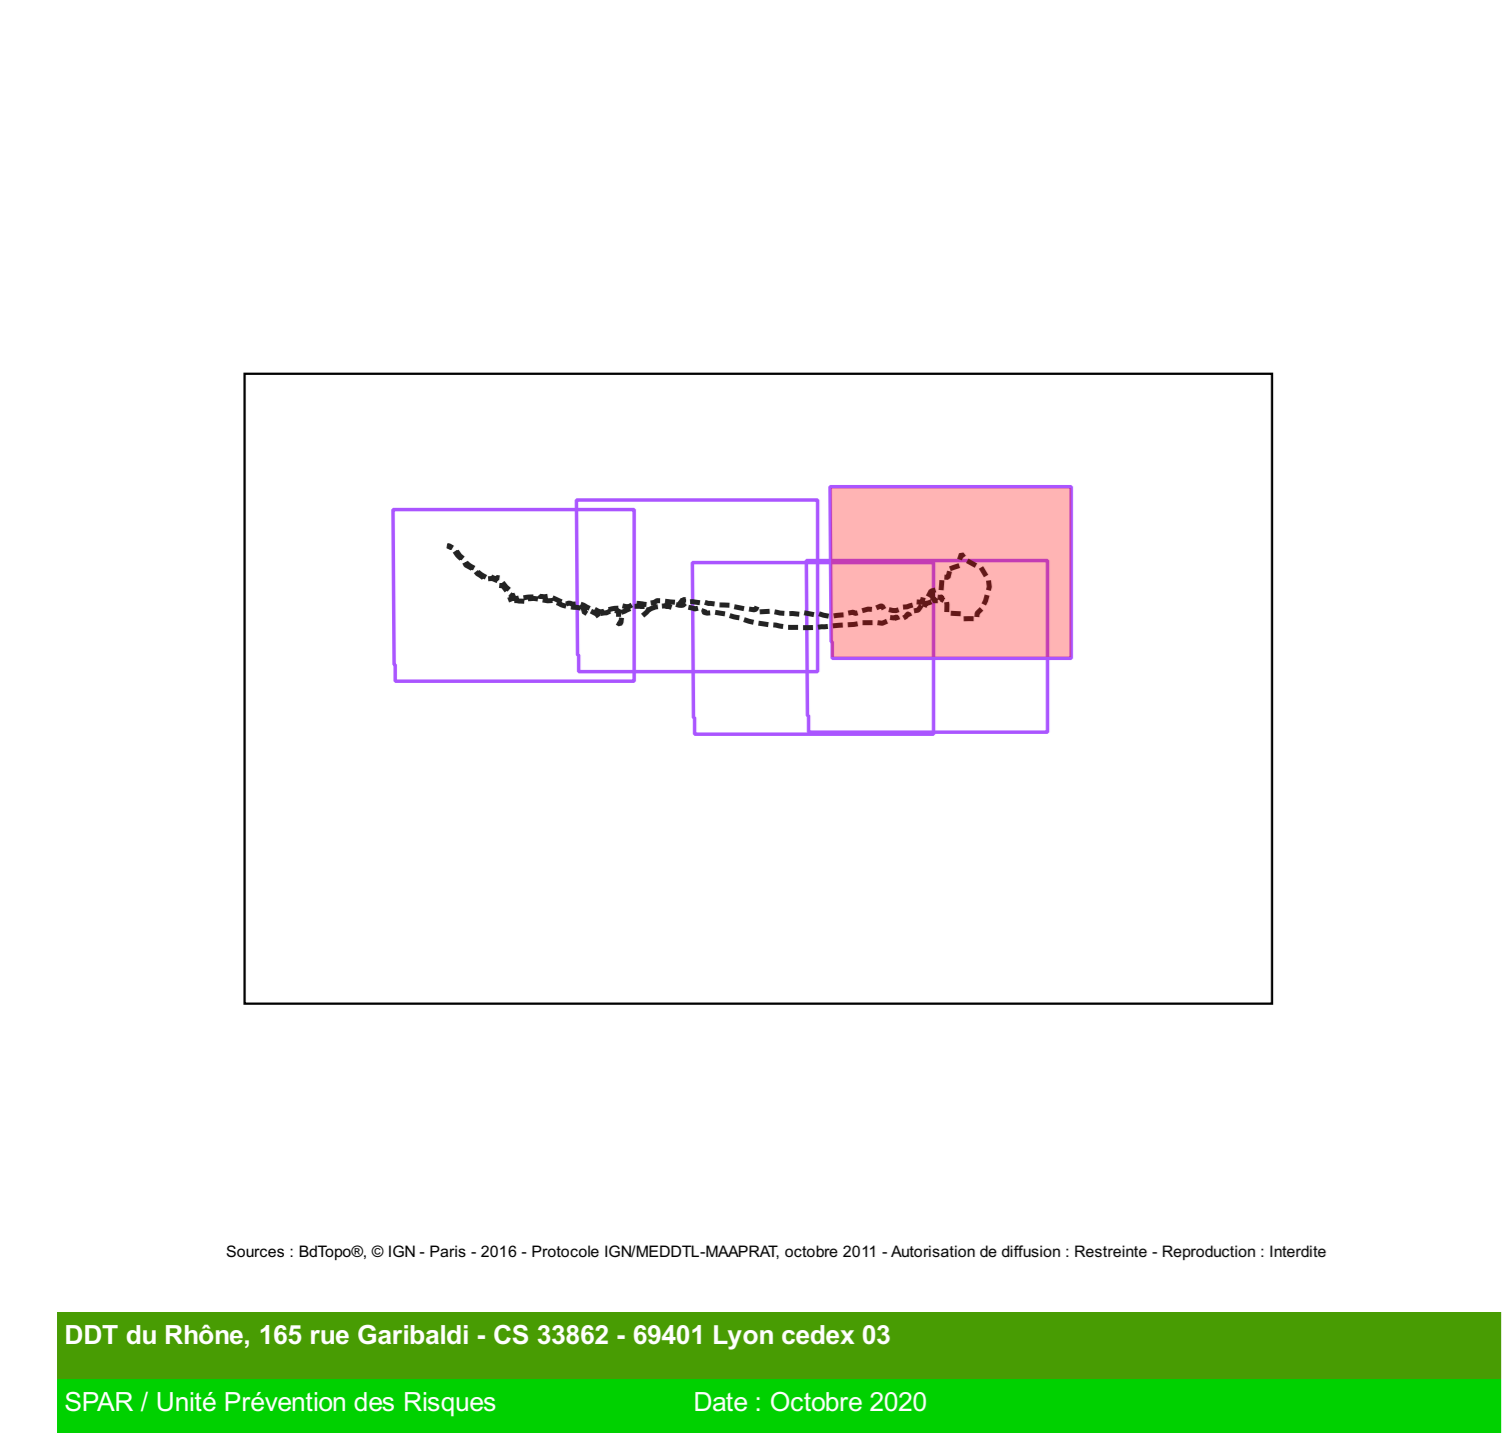 Sources : BdTopo®, © IGN - Paris - 2016 - Protocole IGN/MEDDTL-MAAPRAT, octobre 2011 - Autorisation de diffusion : Restreinte - Reproduction : Interdite
DDT du Rhône, 165 rue Garibaldi - CS 33862 - 69401 Lyon cedex 03
SPAR / Unité Prévention des Risques Date : Octobre 2020